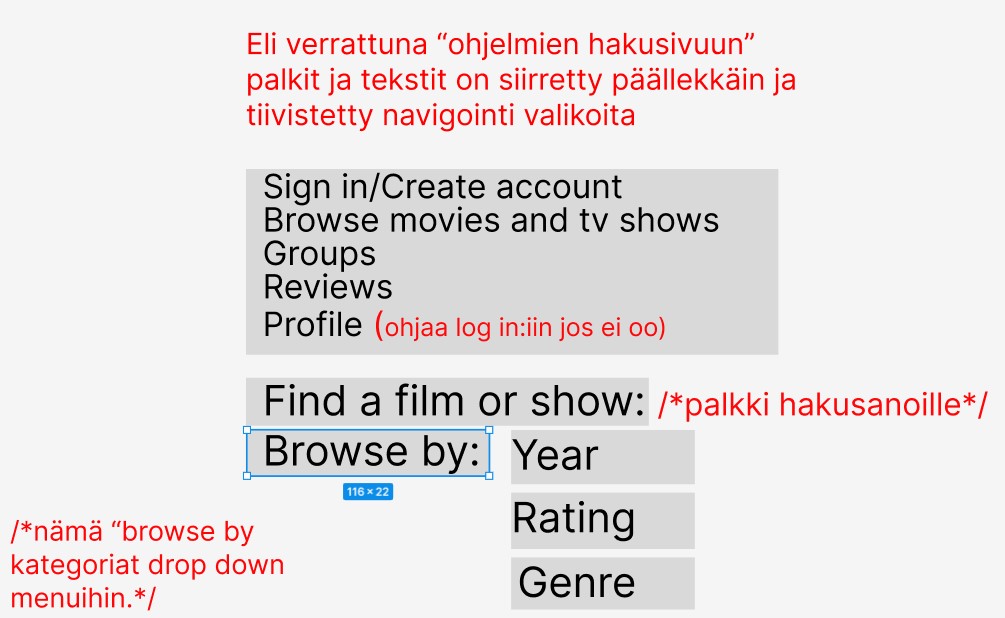 Eli verrattuna “ohjelmien hakusivuun”
palkit ja tekstit on siirretty päällekkäin ja
tiivistetty navigointi valikoita
Sign in/Create account
Browse movies and tv shows
Groups
Reviews
Profile (ohjaa log in:iin jos ei oo)
Find a film or show: /*palkki hakusanoille*/
Browse by: Year
116 × 22
Rating
Genre
/*nämä “browse by
kategoriat drop down
menuihin.*/